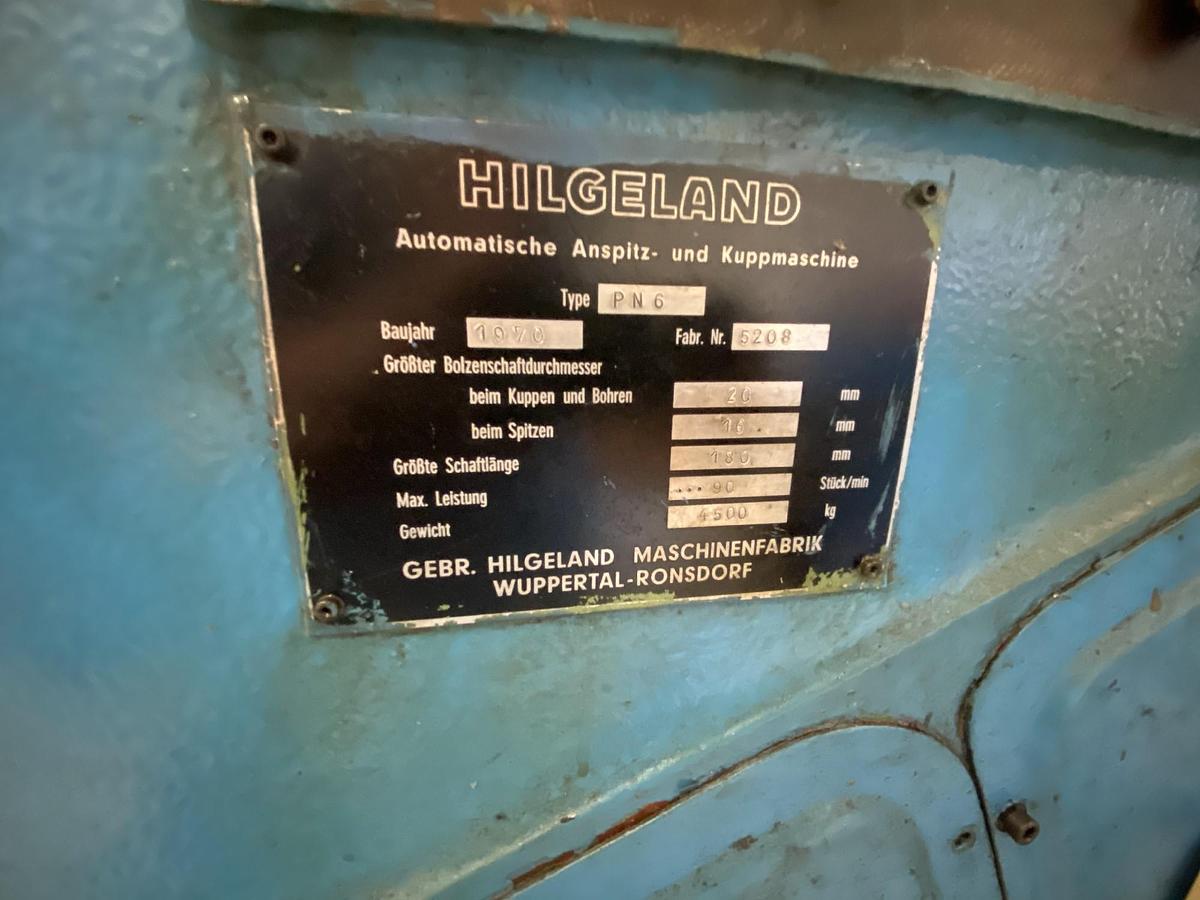 HILGELAND
Automatische Anspitz- und Kuppmaschine
Type PN6
Baujahr 1970 Fabr. Nr. 5208
Größter Bolzenschaftdurchmesser
beim Kuppen und Bohren 20 mm
beim Spitzen 16 mm
Größte Schaftlänge 180 mm
Max. Leistung ...90 Stück/min
Gewicht 4500 kg
GEBR. HILGELAND MASCHINENFABRIK
WUPPERTAL-RONSDORF